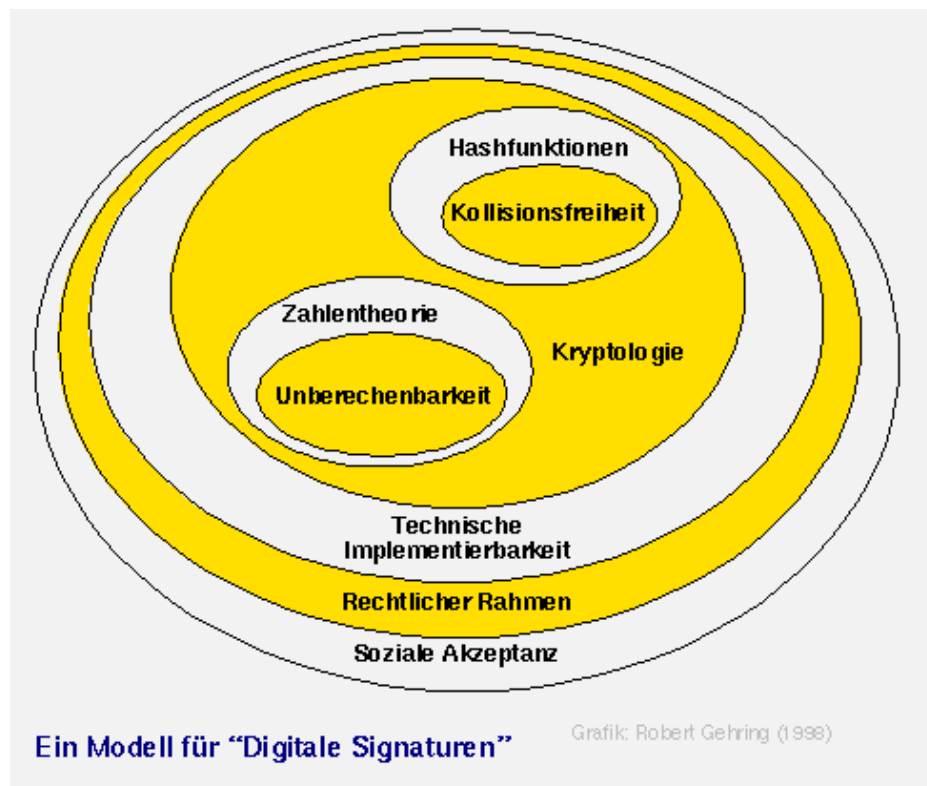 Hashfunktionen
Kollisionsfreiheit
Zahlentheorie
Kryptologie
Unberechenbarkeit
Technische
Implementierbarkeit
Rechtlicher Rahmen
Soziale Akzeptanz
Ein Modell für “Digitale Signaturen”
Grafik: Robert Gehring (1998)